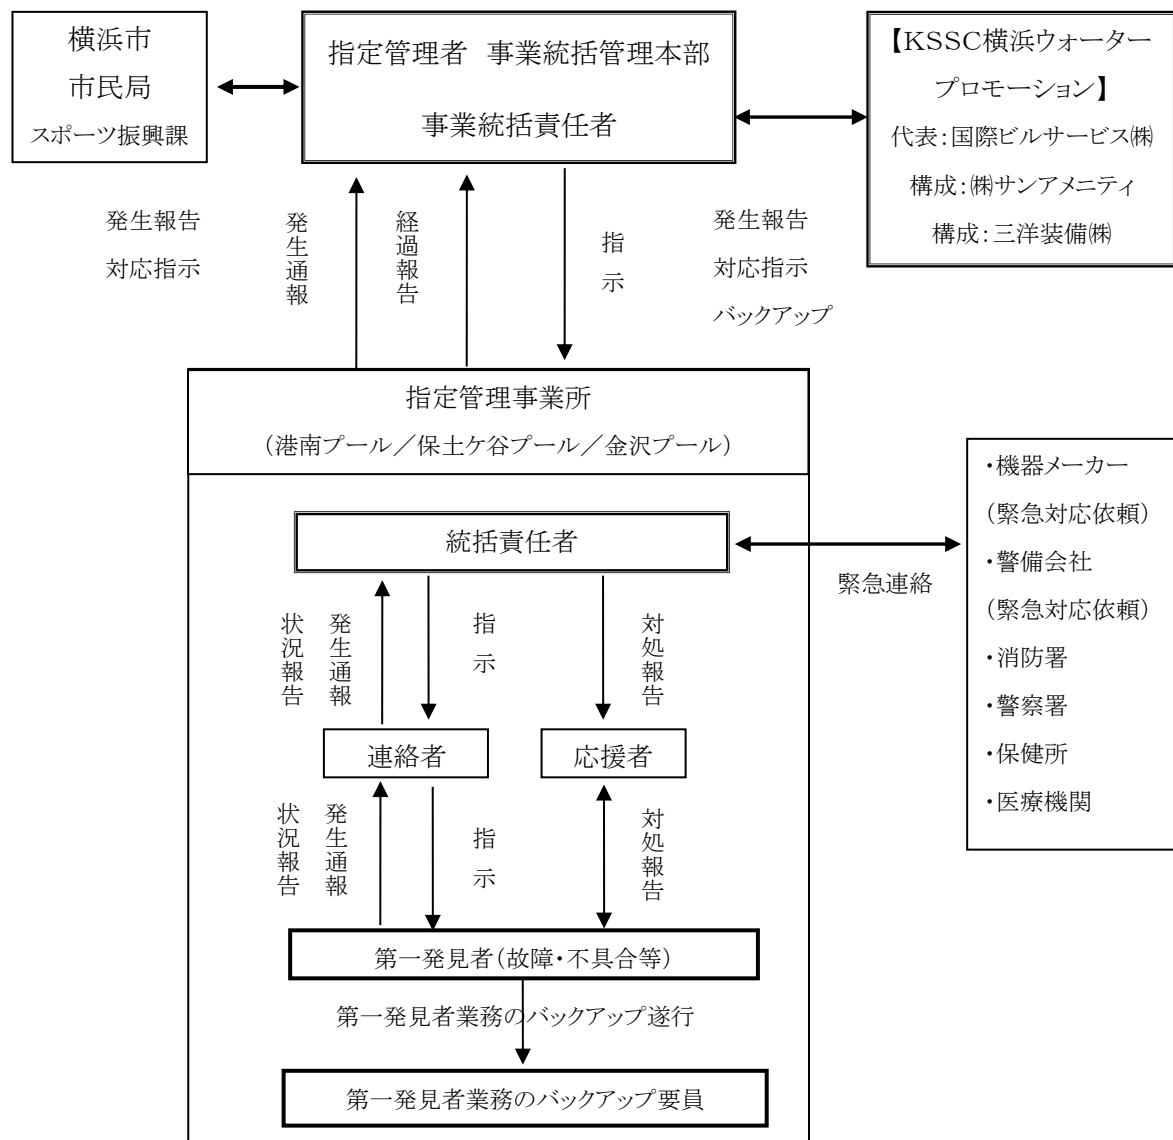 横浜市
市民局
スポーツ振興課
指定管理者 事業統括管理本部
事業統括責任者
【KSSC横浜ウォーター
プロモーション】
代表:国際ビルサービス㈱
構成:㈱サンアメニティ
構成:三洋装備㈱
発生報告
対応指示
発生通報
経過報告
指示
発生報告
対応指示
バックアップ
指定管理事業所
(港南プール／保土ケ谷プール／金沢プール)
統括責任者
緊急連絡
・機器メーカー
(緊急対応依頼)
・警備会社
(緊急対応依頼)
・消防署
・警察署
・保健所
・医療機関
状況報告
発生通報
指示
対処報告
連絡者
応援者
状況報告
発生通報
指示
対処報告
第一発見者(故障・不具合等)
第一発見者業務のバックアップ遂行
第一発見者業務のバックアップ要員